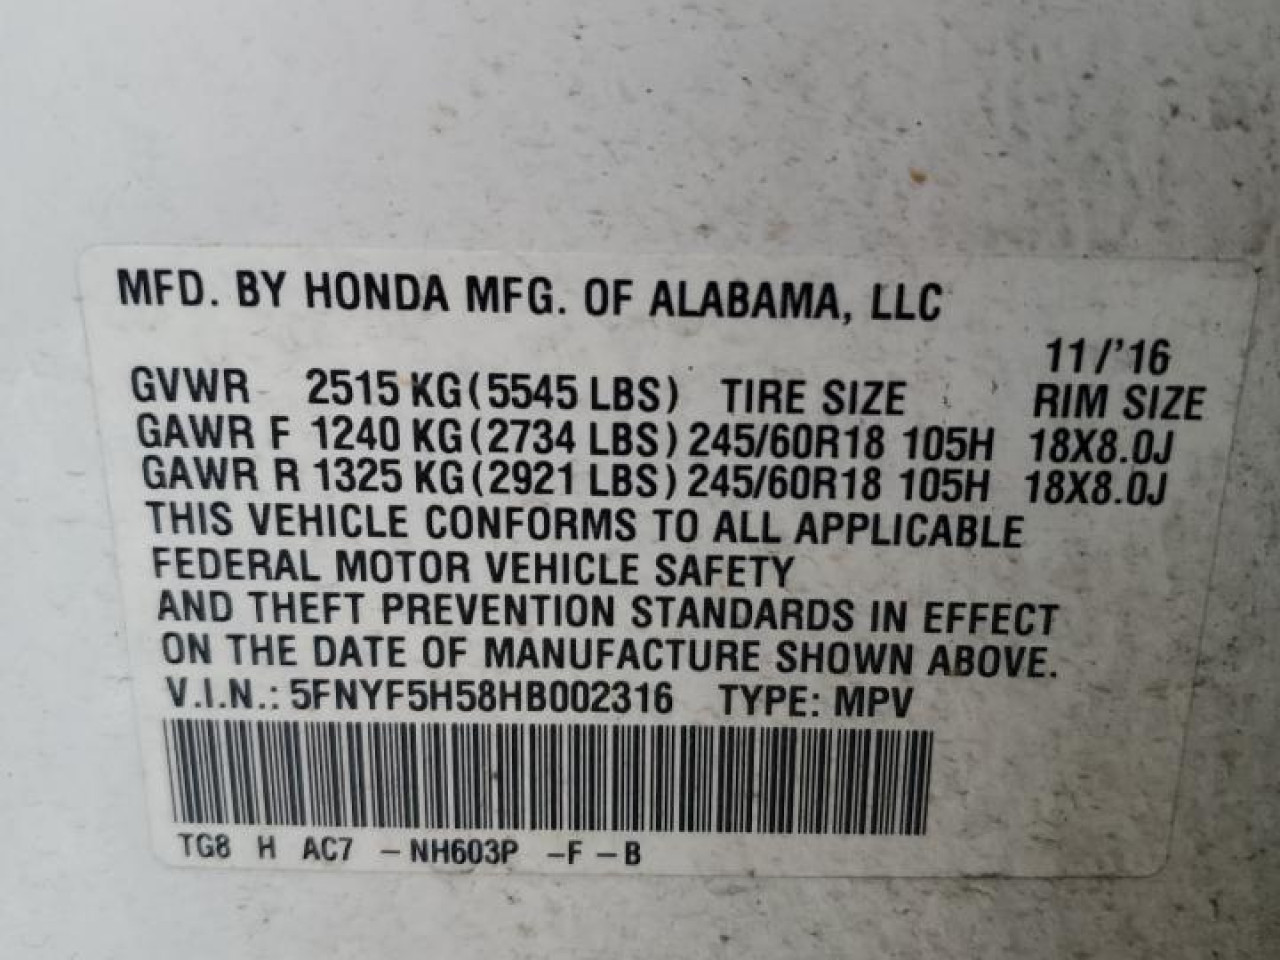 MFD. BY HONDA MFG. OF ALABAMA, LLC
11/'16
GVWR 2515 KG(5545 LBS) TIRE SIZE RIM SIZE
GAWR F 1240 KG(2734 LBS) 245/60R18 105H 18X8.0J
GAWR R 1325 KG(2921 LBS) 245/60R18 105H 18X8.0J
THIS VEHICLE CONFORMS TO ALL APPLICABLE
FEDERAL MOTOR VEHICLE SAFETY
AND THEFT PREVENTION STANDARDS IN EFFECT
ON THE DATE OF MANUFACTURE SHOWN ABOVE.
V.I.N.: 5FNYF5H58HB002316 TYPE: MPV
TG8 H AC7 -NH603P -F-B